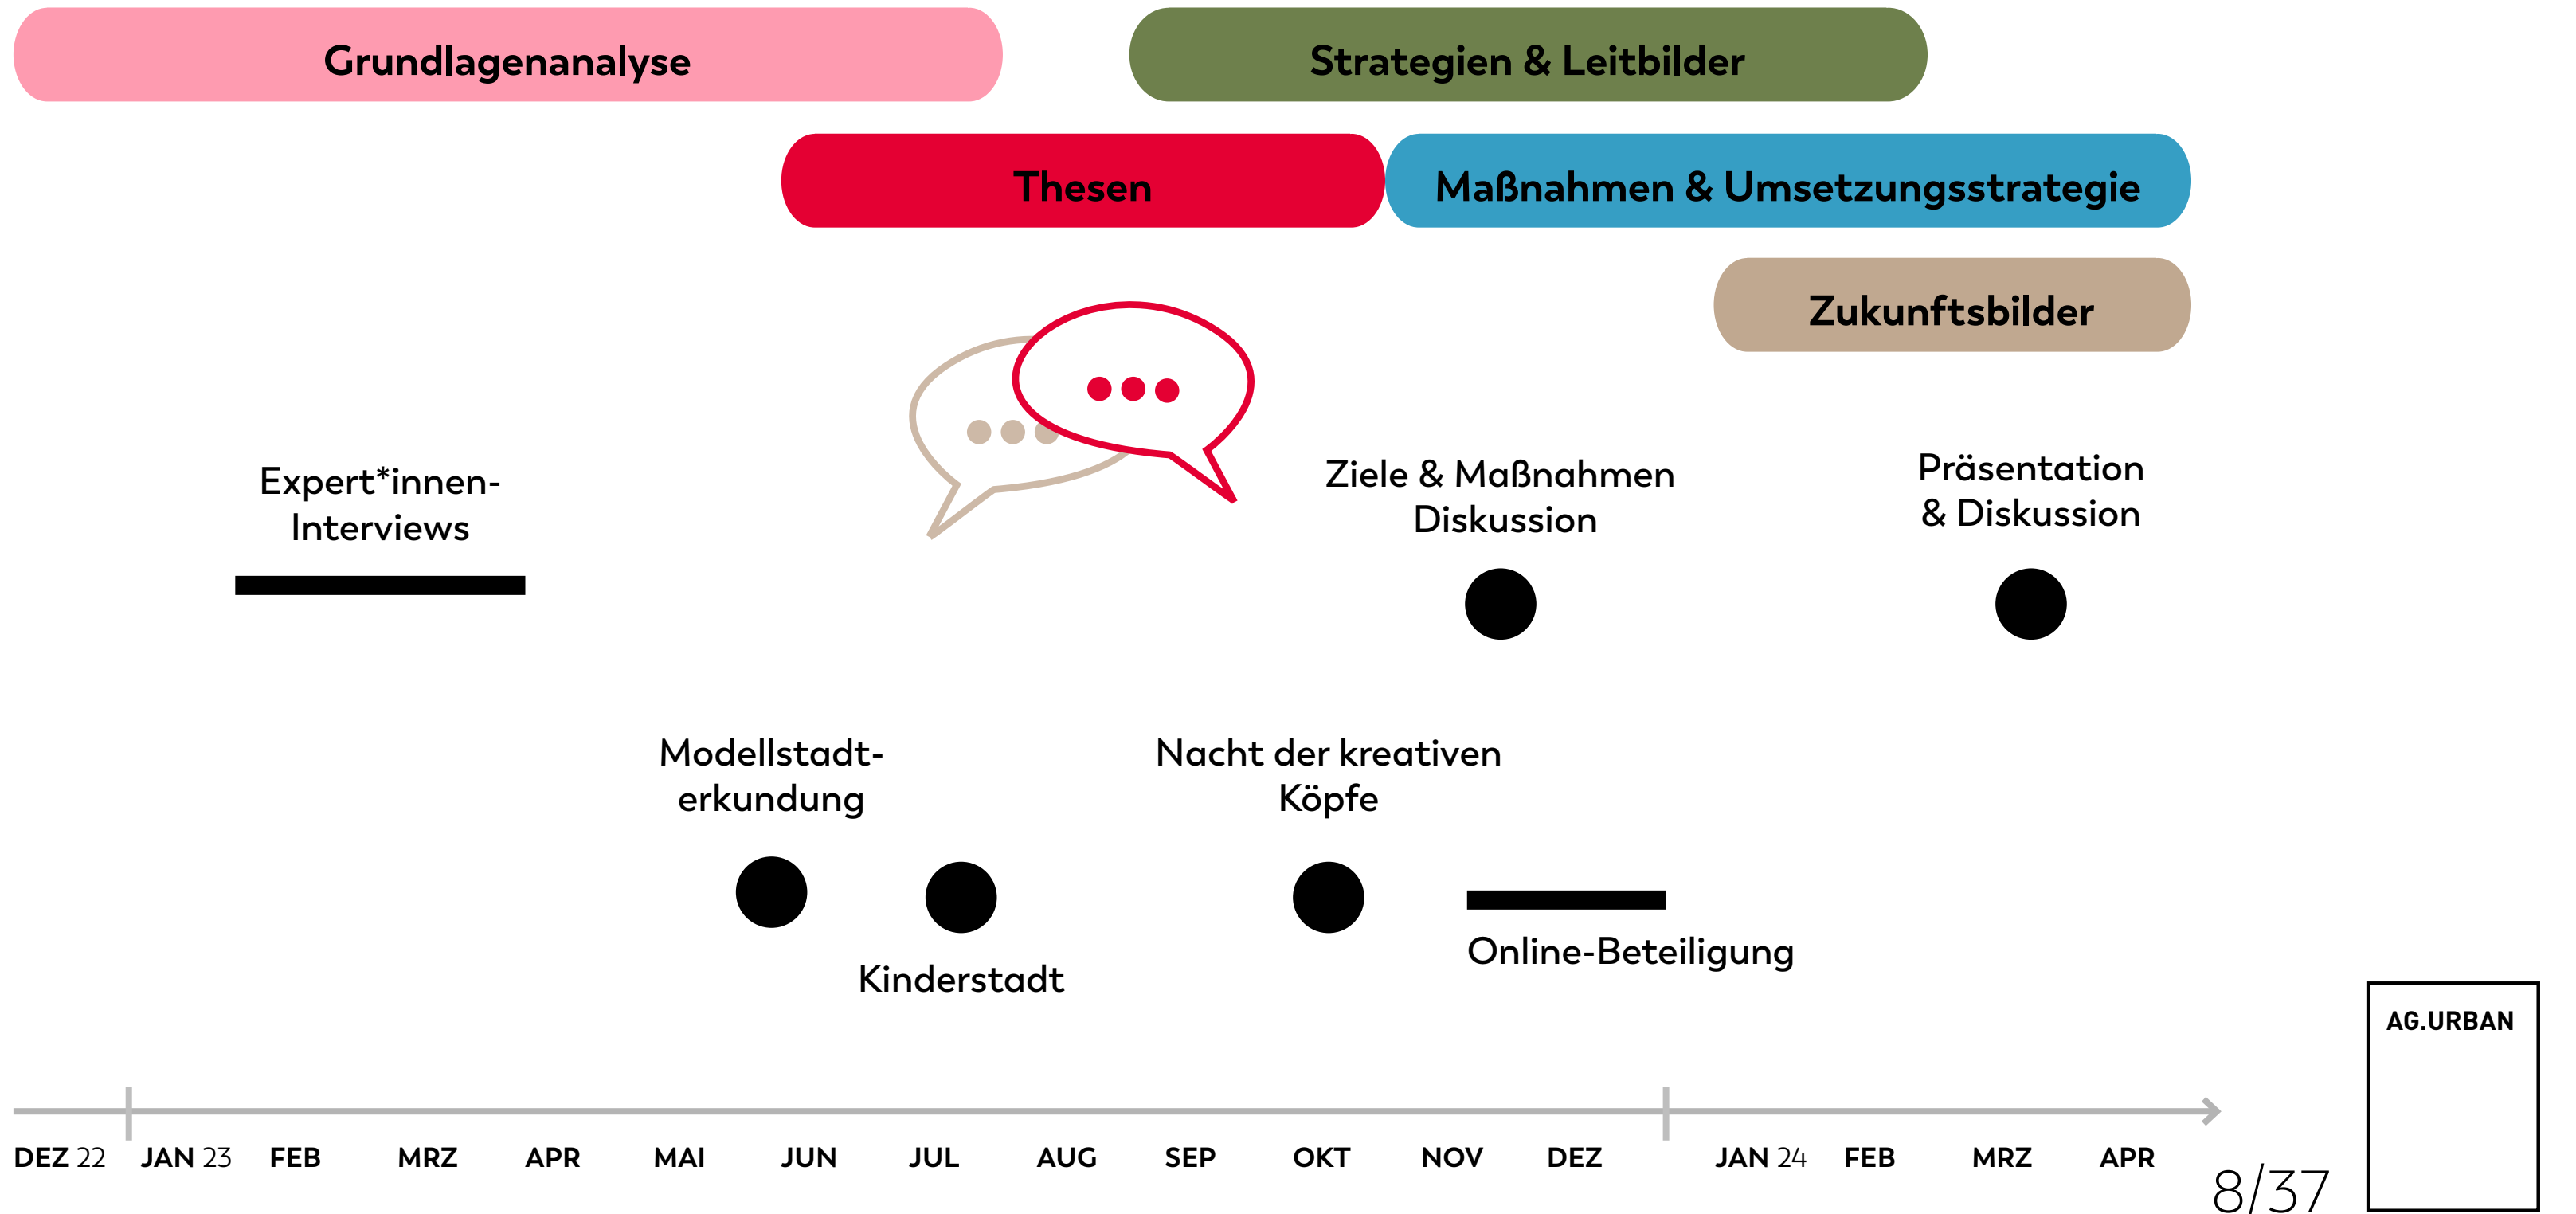 Grundlagenanalyse
Strategien & Leitbilder
Thesen
Maßnahmen & Umsetzungsstrategie
Zukunftsbilder
Expert*innen-
Interviews
Ziele & Maßnahmen
Diskussion
Präsentation
& Diskussion
Modellstadt-
erkundung
Nacht der kreativen
Köpfe
Kinderstadt
Online-Beteiligung
AG.URBAN
DEZ 22 JAN 23 FEB MRZ APR MAI JUN JUL AUG SEP OKT NOV DEZ JAN 24 FEB MRZ APR
8/37